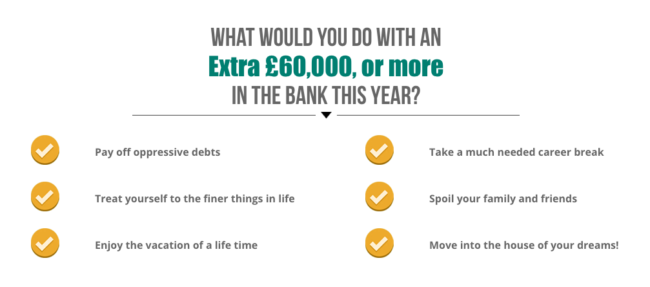 WHAT WOULD YOU DO WITH AN
Extra £60,000, or more
IN THE BANK THIS YEAR?
Pay off oppressive debts
Take a much needed career break
Treat yourself to the finer things in life
Spoil your family and friends
Enjoy the vacation of a life time
Move into the house of your dreams!